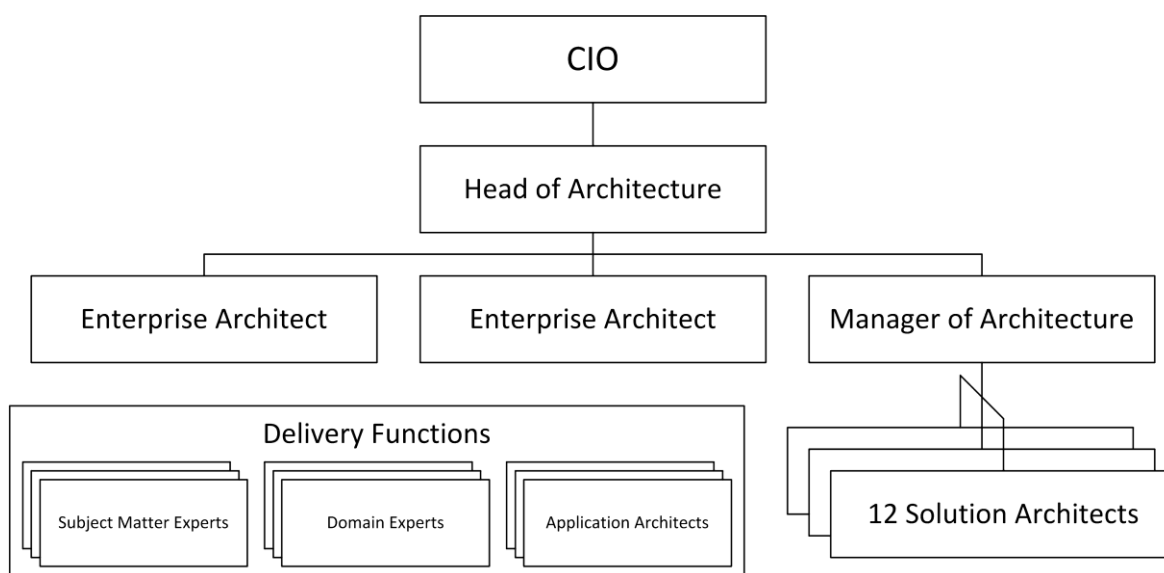 CIO
Head of Architecture
Enterprise Architect
Enterprise Architect
Manager of Architecture
Delivery Functions
Subject Matter Experts
Domain Experts
Application Architects
12 Solution Architects